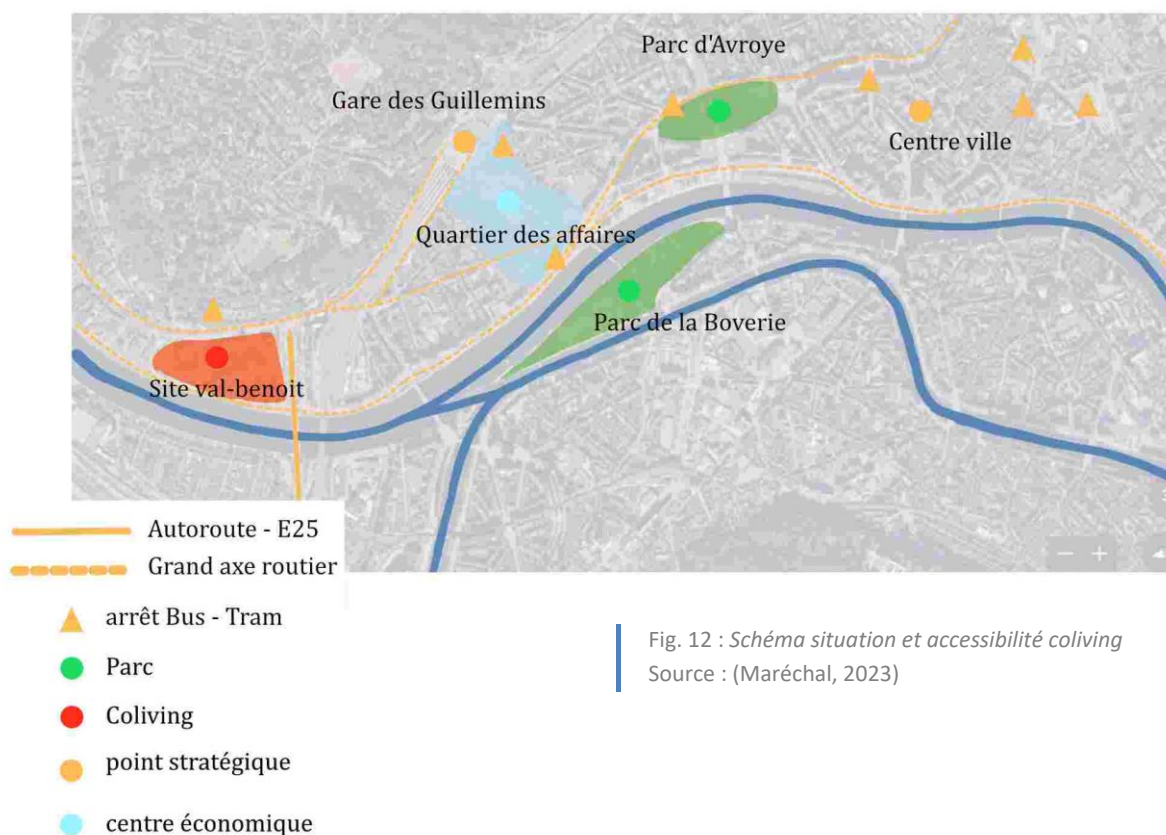 Parc d'Avroye
Gare des Guillemins
Centre ville
Quartier des affaires
Parc de la Boverie
Site val-benoit
Autoroute - E25
Grand axe routier
arrêt Bus - Tram
Parc
Coliving
point stratégique
centre économique
Fig. 12 : Schéma situation et accessibilité coliving
Source : (Maréchal, 2023)